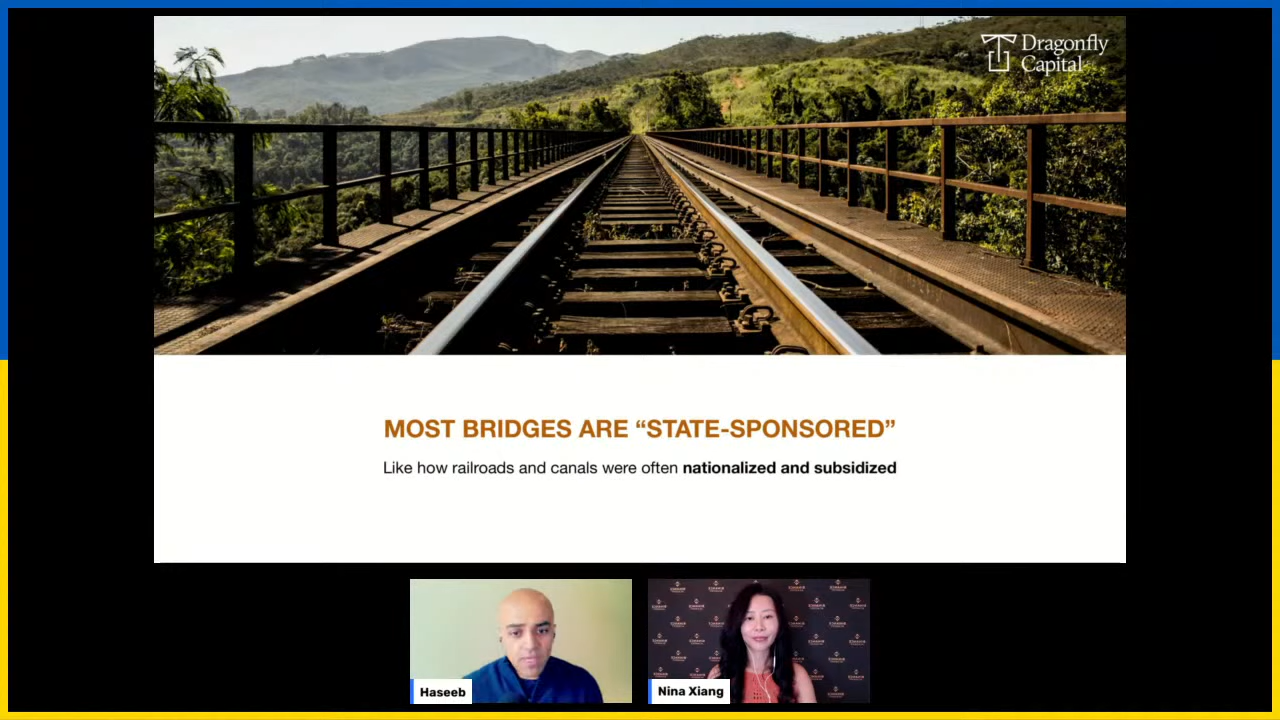 Dragonfly
Capital
MOST BRIDGES ARE “STATE-SPONSORED”
Like how railroads and canals were often nationalized and subsidized
Haseeb
Nina Xiang